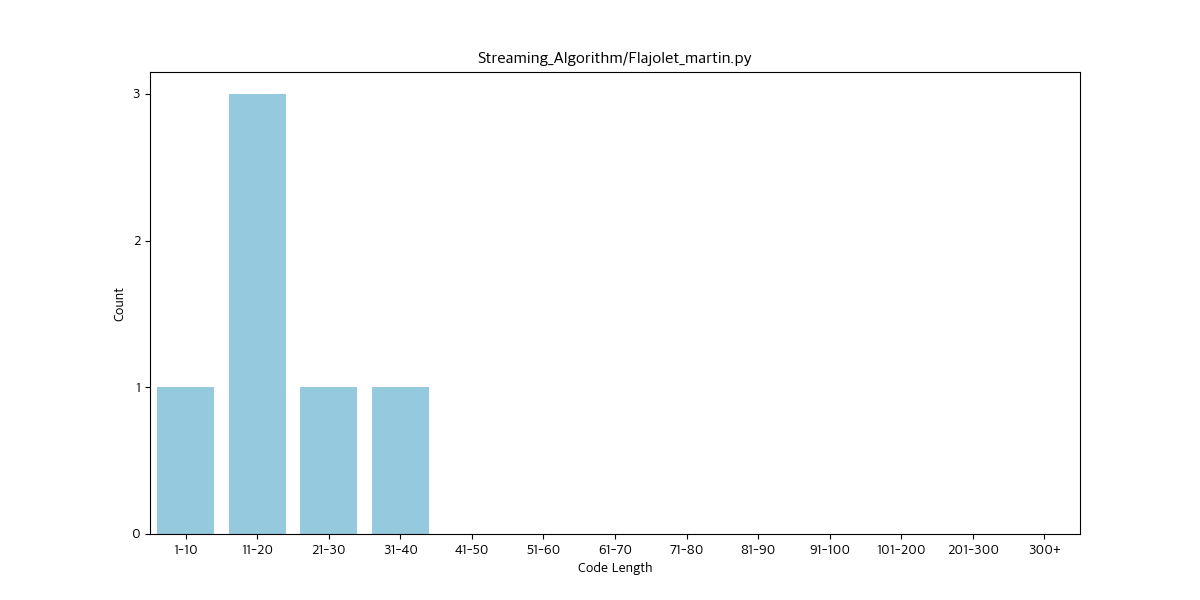 Streaming_Algorithm/Flajolet_martin.py
3
2
1
0
Count
1-10 11-20 21-30 31-40 41-50 51-60 61-70 71-80 81-90 91-100 101-200 201-300 300+
Code Length